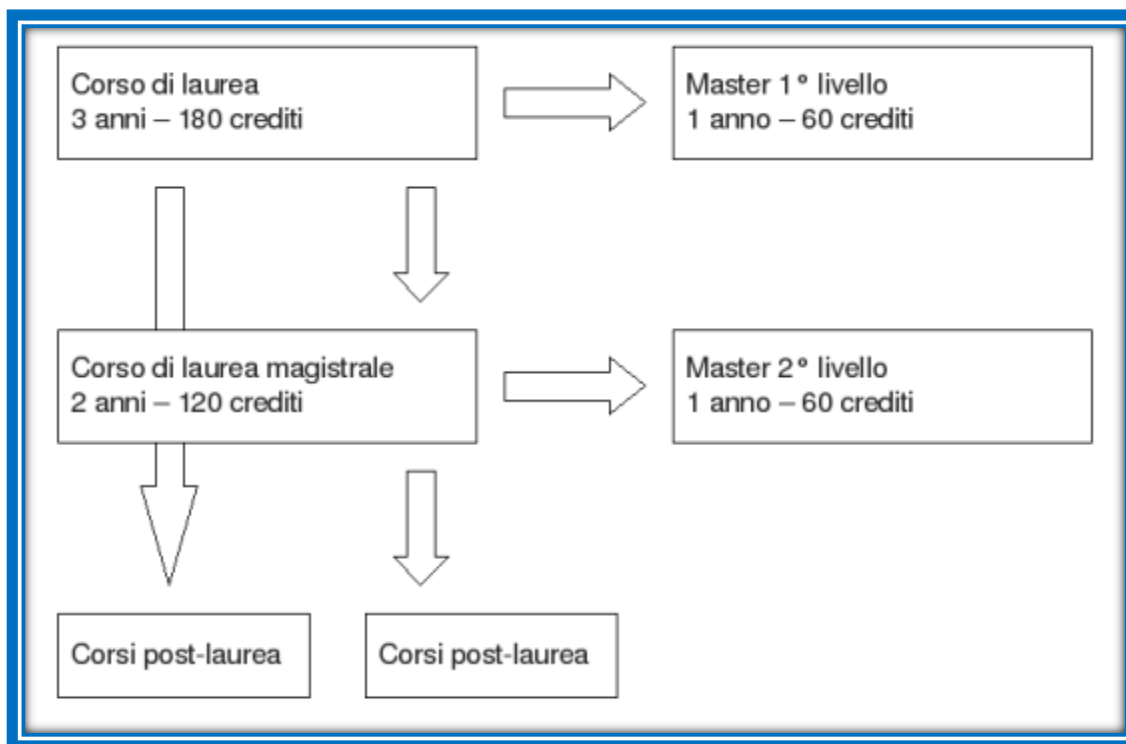 Corso di laurea
3 anni – 180 crediti
Master 1° livello
1 anno – 60 crediti
Corso di laurea magistrale
2 anni – 120 crediti
Master 2° livello
1 anno – 60 crediti
Corsi post-laurea
Corsi post-laurea